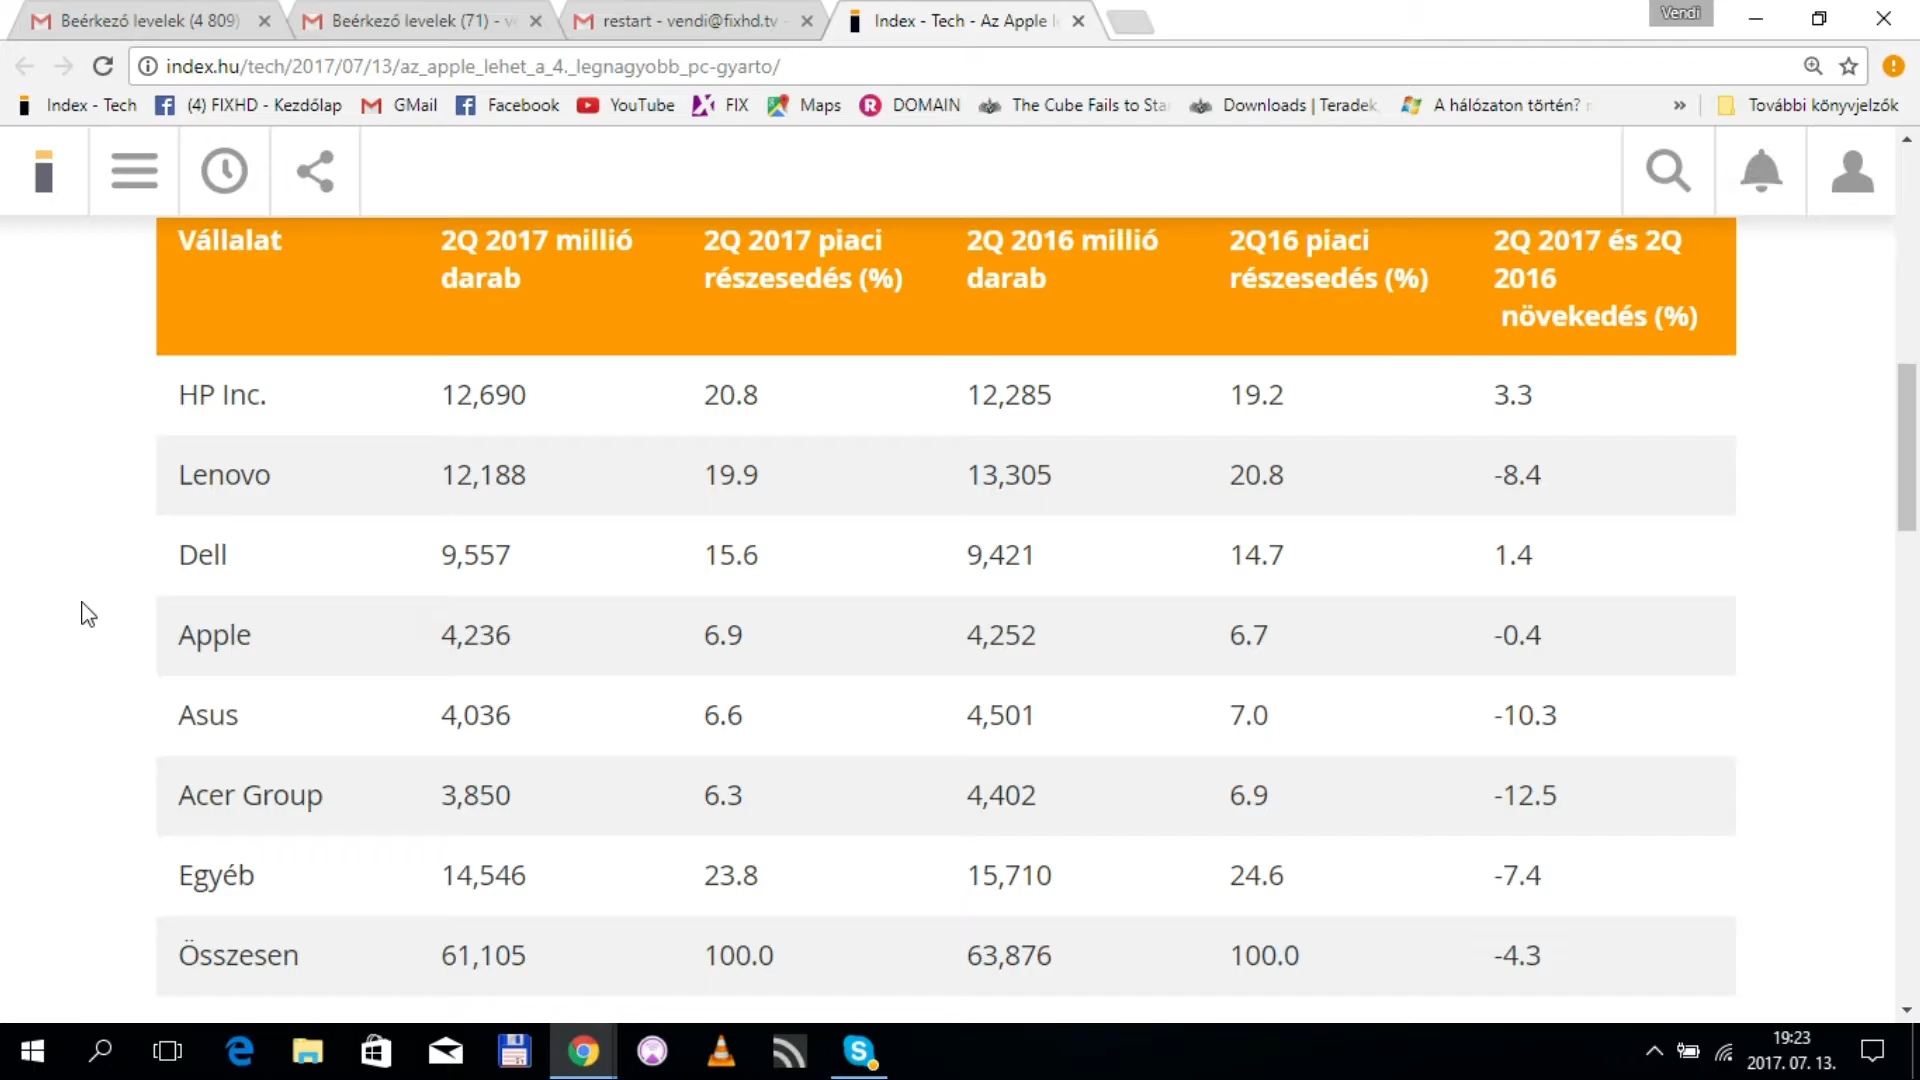 Beérkező levelek (4 809)
Beérkező levelek (71) - v
restart - vendi@fixhd.tv -
Index - Tech - Az Apple l
Vendi
index.hu/tech/2017/07/13/az_apple_lehet_a_4._legnagyobb_pc-gyarto/
Index - Tech
(4) FIXHD - Kezdőlap
GMail
Facebook
YouTube
FIX
Maps
DOMAIN
The Cube Fails to Sta
Downloads | Teradek
A hálózaton történt?
»
További könyvjelzők
Vállalat 2Q 2017 millió 2Q 2017 piaci 2Q 2016 millió 2Q16 piaci 2Q 2017 és 2Q
darab részesedés (%) darab részesedés (%) 2016
növekedés (%)
HP Inc. 12,690 20.8 12,285 19.2 3.3
Lenovo 12,188 19.9 13,305 20.8 -8.4
Dell 9,557 15.6 9,421 14.7 1.4
Apple 4,236 6.9 4,252 6.7 -0.4
Asus 4,036 6.6 4,501 7.0 -10.3
Acer Group 3,850 6.3 4,402 6.9 -12.5
Egyéb 14,546 23.8 15,710 24.6 -7.4
Összesen 61,105 100.0 63,876 100.0 -4.3
19:23
2017. 07. 13.